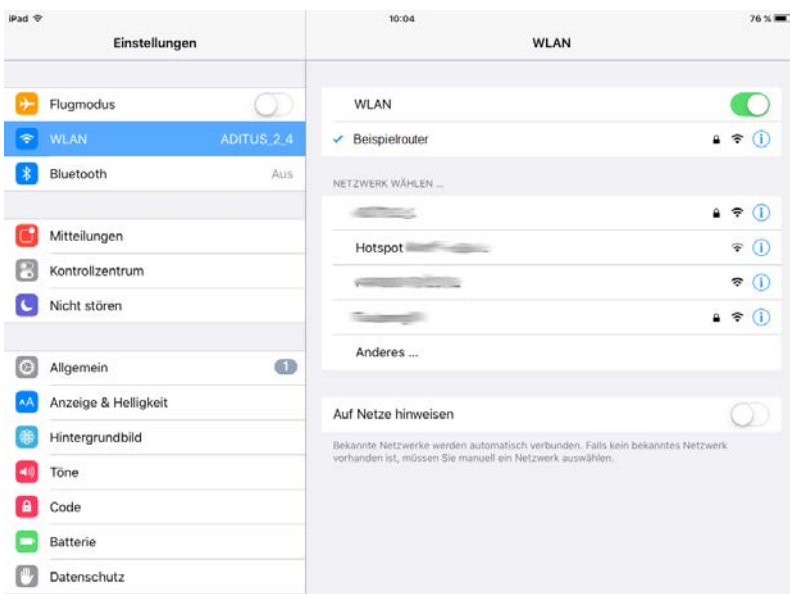 iPad 10:04 76 %
Einstellungen
WLAN
Flugmodus
WLAN ADITUS_2_4
Bluetooth Aus
Mitteilungen
Kontrollzentrum
Nicht stören
Allgemein 1
Anzeige & Helligkeit
Hintergrundbild
Töne
Code
Batterie
Datenschutz
WLAN
Beispielrouter
NETZWERK WÄHLEN ...
Hotspot
Anderes ...
Auf Netze hinweisen
Bekannte Netzwerke werden automatisch verbunden. Falls kein bekanntes Netzwerk
vorhanden ist, müssen Sie manuell ein Netzwerk auswählen.